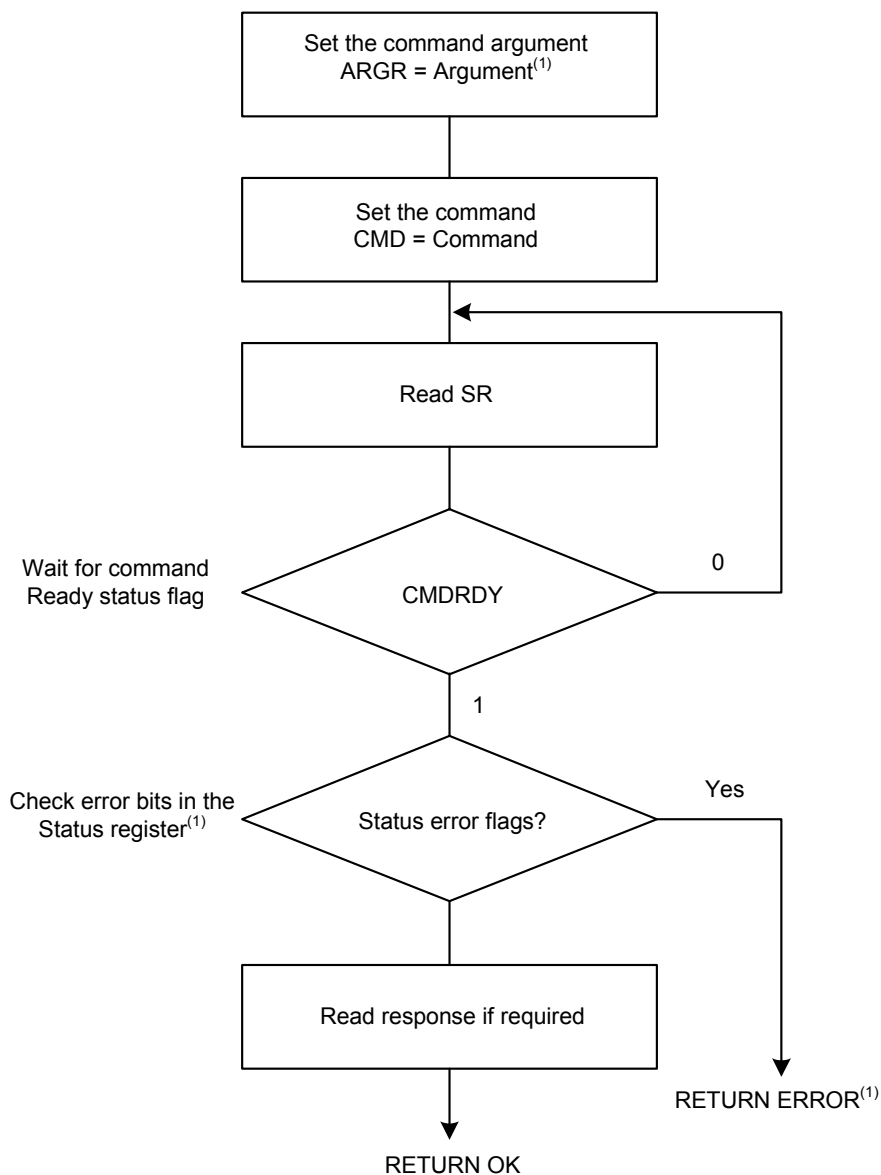 Set the command argument
ARGR = Argument(1)
Set the command
CMD = Command
Read SR
Wait for command
Ready status flag
CMDRDY
0
1
Check error bits in the
Status register(1)
Status error flags?
Yes
Read response if required
RETURN ERROR(1)
RETURN OK